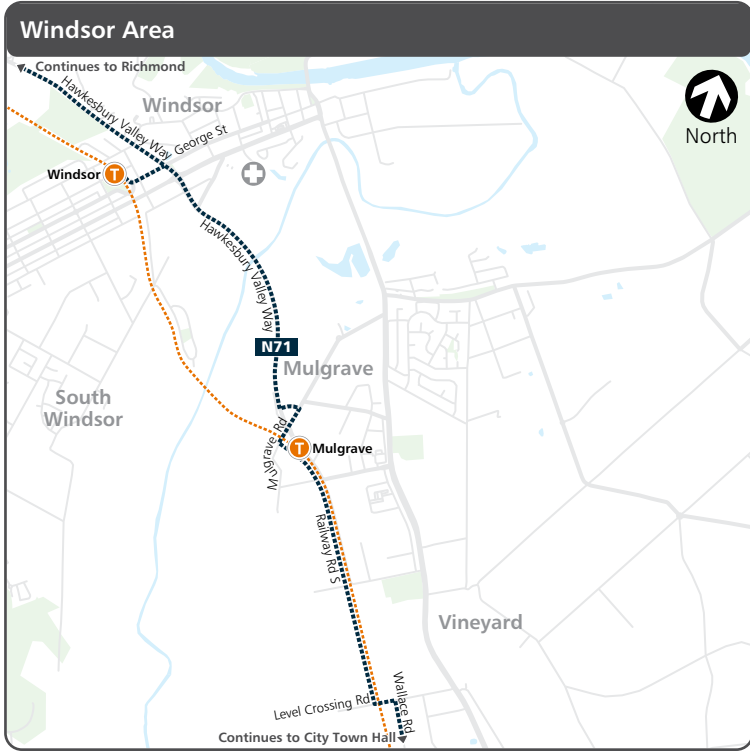 Windsor Area
Continues to Richmond
Hawkesbury Valley Way
Windsor
George St
North
Windsor
T
Hawkesbury Valley Way
N71
Mulgrave
South
Windsor
Mulgrave Rd
T
Mulgrave
Railway Rd S
Vineyard
Wallace Rd
Level Crossing Rd
Continues to City Town Hall